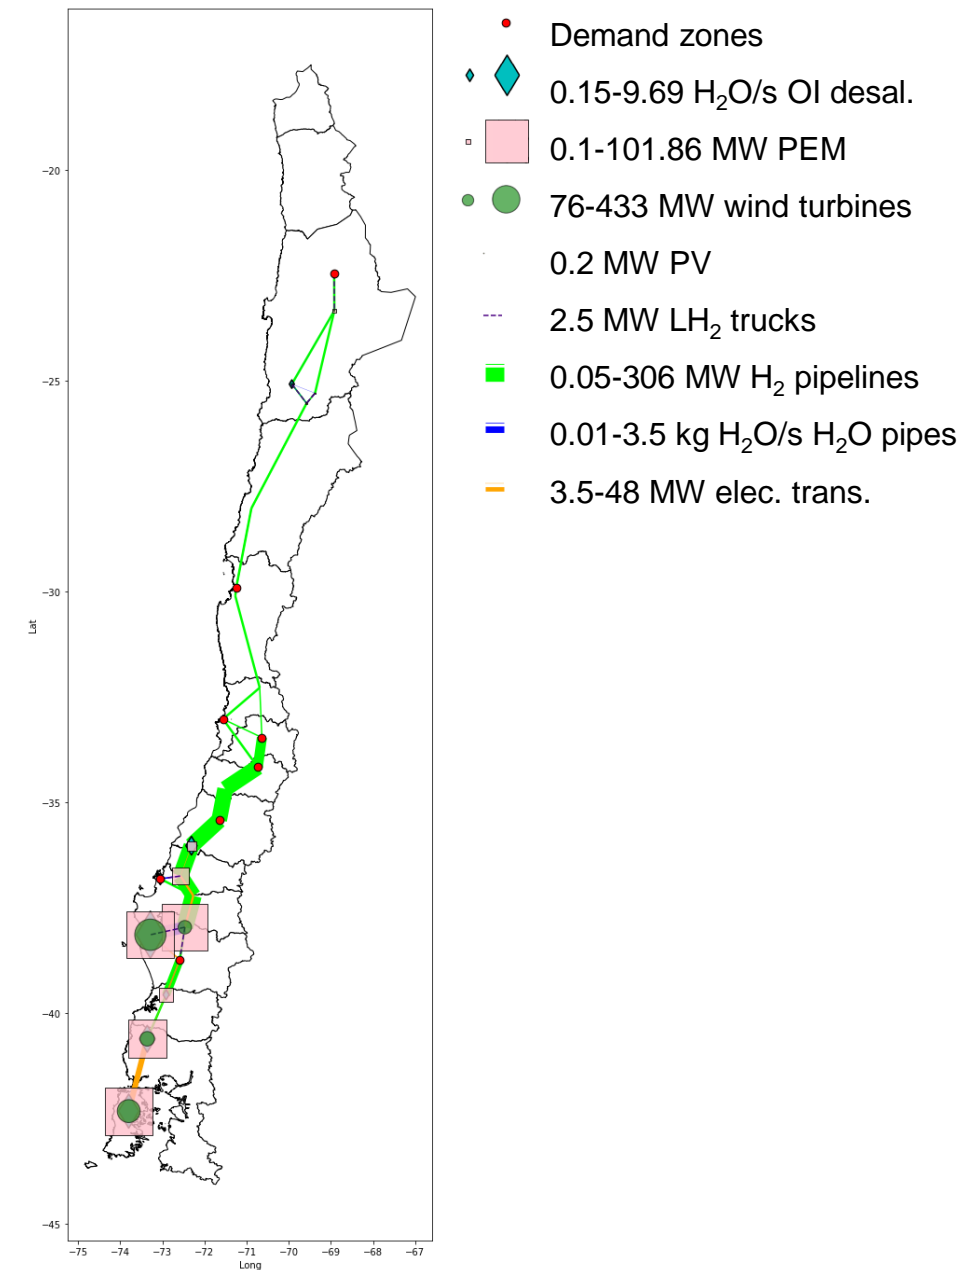 Demand zones
0.15-9.69 H₂O/s OI desal.
0.1-101.86 MW PEM
76-433 MW wind turbines
0.2 MW PV
2.5 MW LH₂ trucks
0.05-306 MW H₂ pipelines
0.01-3.5 kg H₂O/s H₂O pipes
3.5-48 MW elec. trans.
−20
−25
−30
Lat
−35
−40
−45
−75 −74 −73 −72 −71 −70 −69 −68 −67
Long